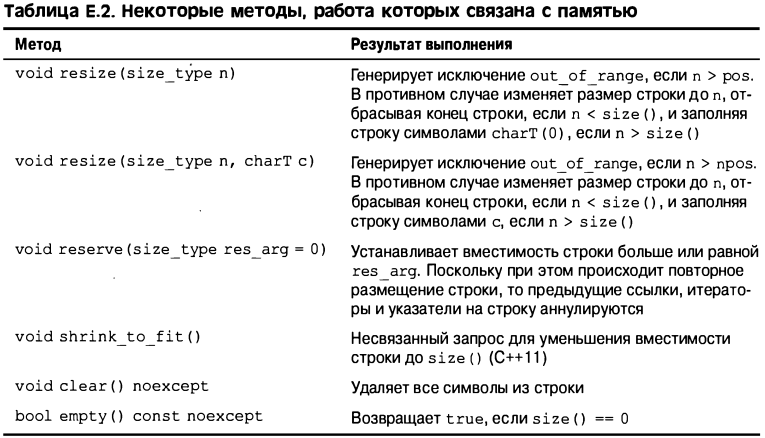 Таблица E.2. Некоторые методы, работа которых связана с памятью
Метод Результат выполнения
void resize(size_type n) Генерирует исключение out_of_range, если n > pos.
В противном случае изменяет размер строки до n, от-
брасывая конец строки, если n < size(), и заполняя
строку символами charT(0), если n > size()
void resize(size_type n, charT c) Генерирует исключение out_of_range, если n > npos.
В противном случае изменяет размер строки до n, от-
брасывая конец строки, если n < size(), и заполняя
строку символами c, если n > size()
void reserve(size_type res_arg = 0) Устанавливает вместимость строки больше или равной
res_arg. Поскольку при этом происходит повторное
размещение строки, то предыдущие ссылки, итерато-
ры и указатели на строку аннулируются
void shrink_to_fit() Несвязанный запрос для уменьшения вместимости
строки до size() (C++11)
void clear() noexcept Удаляет все символы из строки
bool empty() const noexcept Возвращает true, если size() == 0